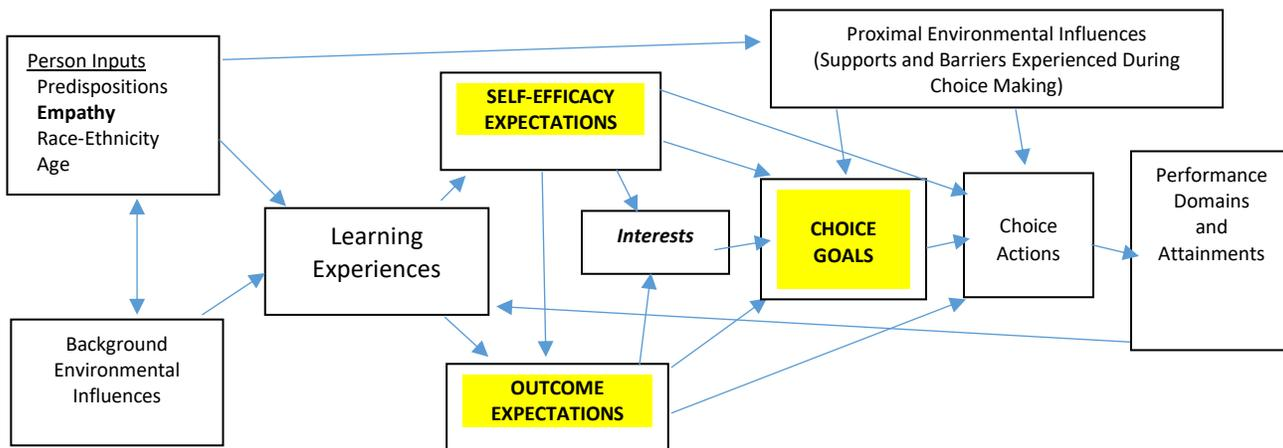 Person Inputs
Predispositions
Empathy
Race-Ethnicity
Age
Background
Environmental
Influences
Learning
Experiences
SELF-EFFICACY
EXPECTATIONS
OUTCOME
EXPECTATIONS
Interests
Proximal Environmental Influences
(Supports and Barriers Experienced During
Choice Making)
CHOICE
GOALS
Choice
Actions
Performance
Domains
and
Attainments